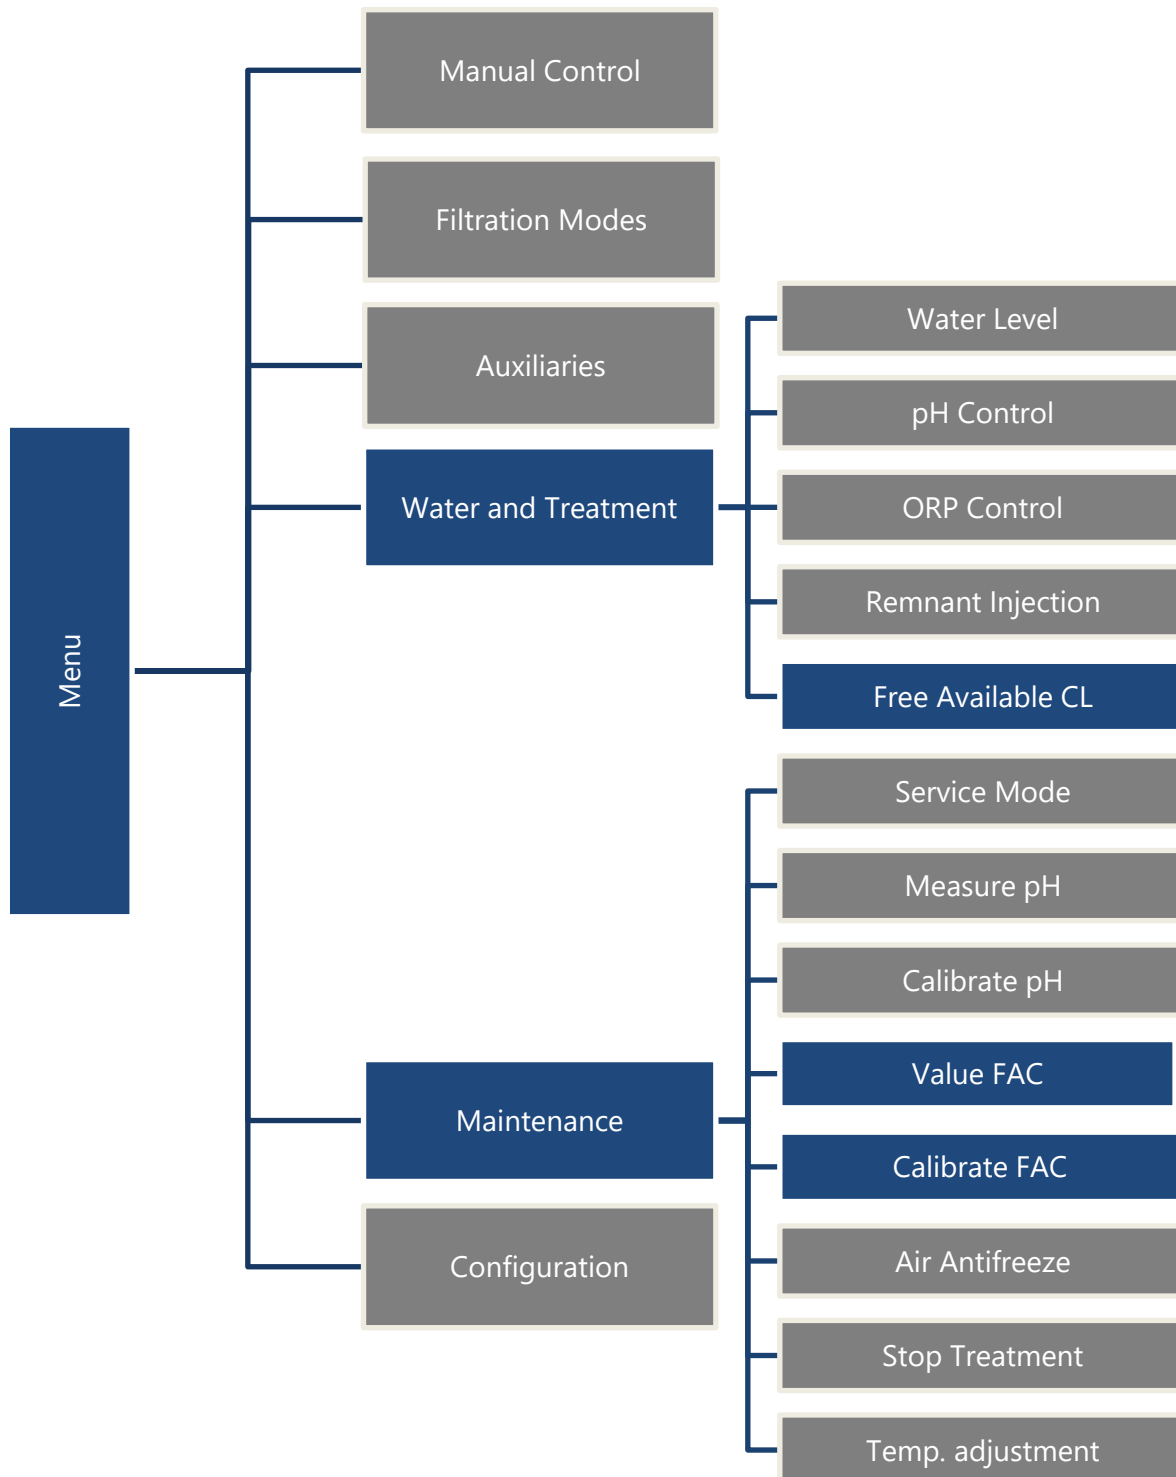 Menu
Manual Control
Filtration Modes
Auxiliaries
Water and Treatment
Water Level
pH Control
ORP Control
Remnant Injection
Free Available CL
Maintenance
Service Mode
Measure pH
Calibrate pH
Value FAC
Calibrate FAC
Air Antifreeze
Stop Treatment
Temp. adjustment
Configuration